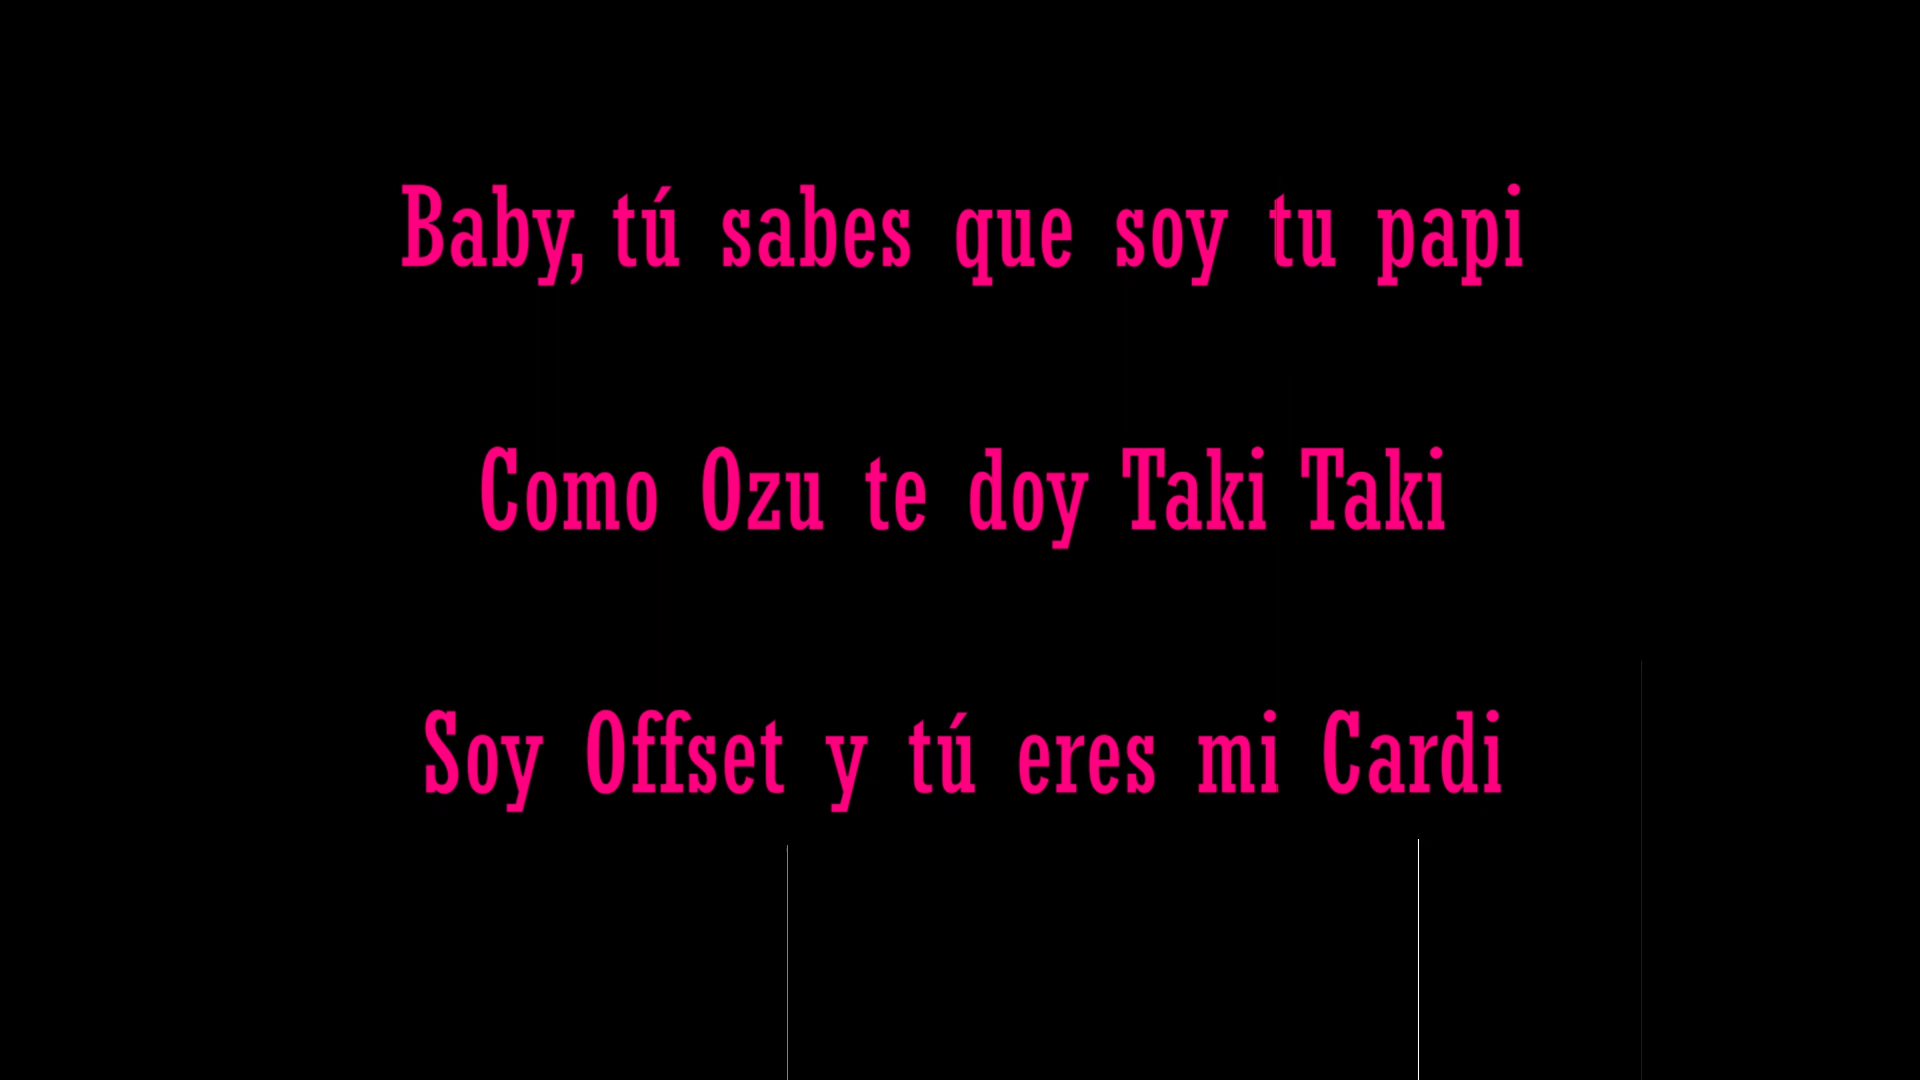 Baby, tú sabes que soy tu papi
Como Ozu te doy Taki Taki
Soy Offset y tú eres mi Cardi